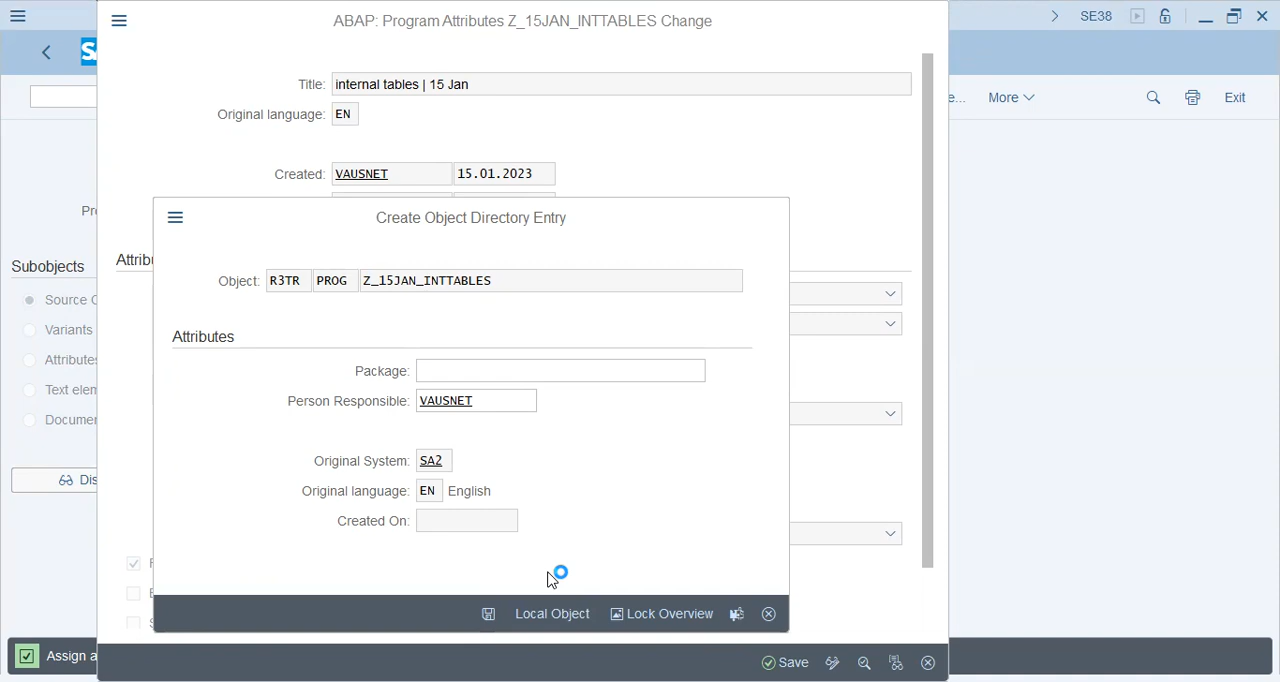 ABAP: Program Attributes Z_15JAN_INTTABLES Change
SE38
Title: internal tables | 15 Jan
Original language: EN
More
Exit
Created: VAUSNET 15.01.2023
Create Object Directory Entry
Subobjects
Object: R3TR PROG Z_15JAN_INTTABLES
Variants
Attributes
Package:
Person Responsible: VAUSNET
Original System: SA2
Original language: EN English
Created On:
Local Object Lock Overview
Assign a
Save